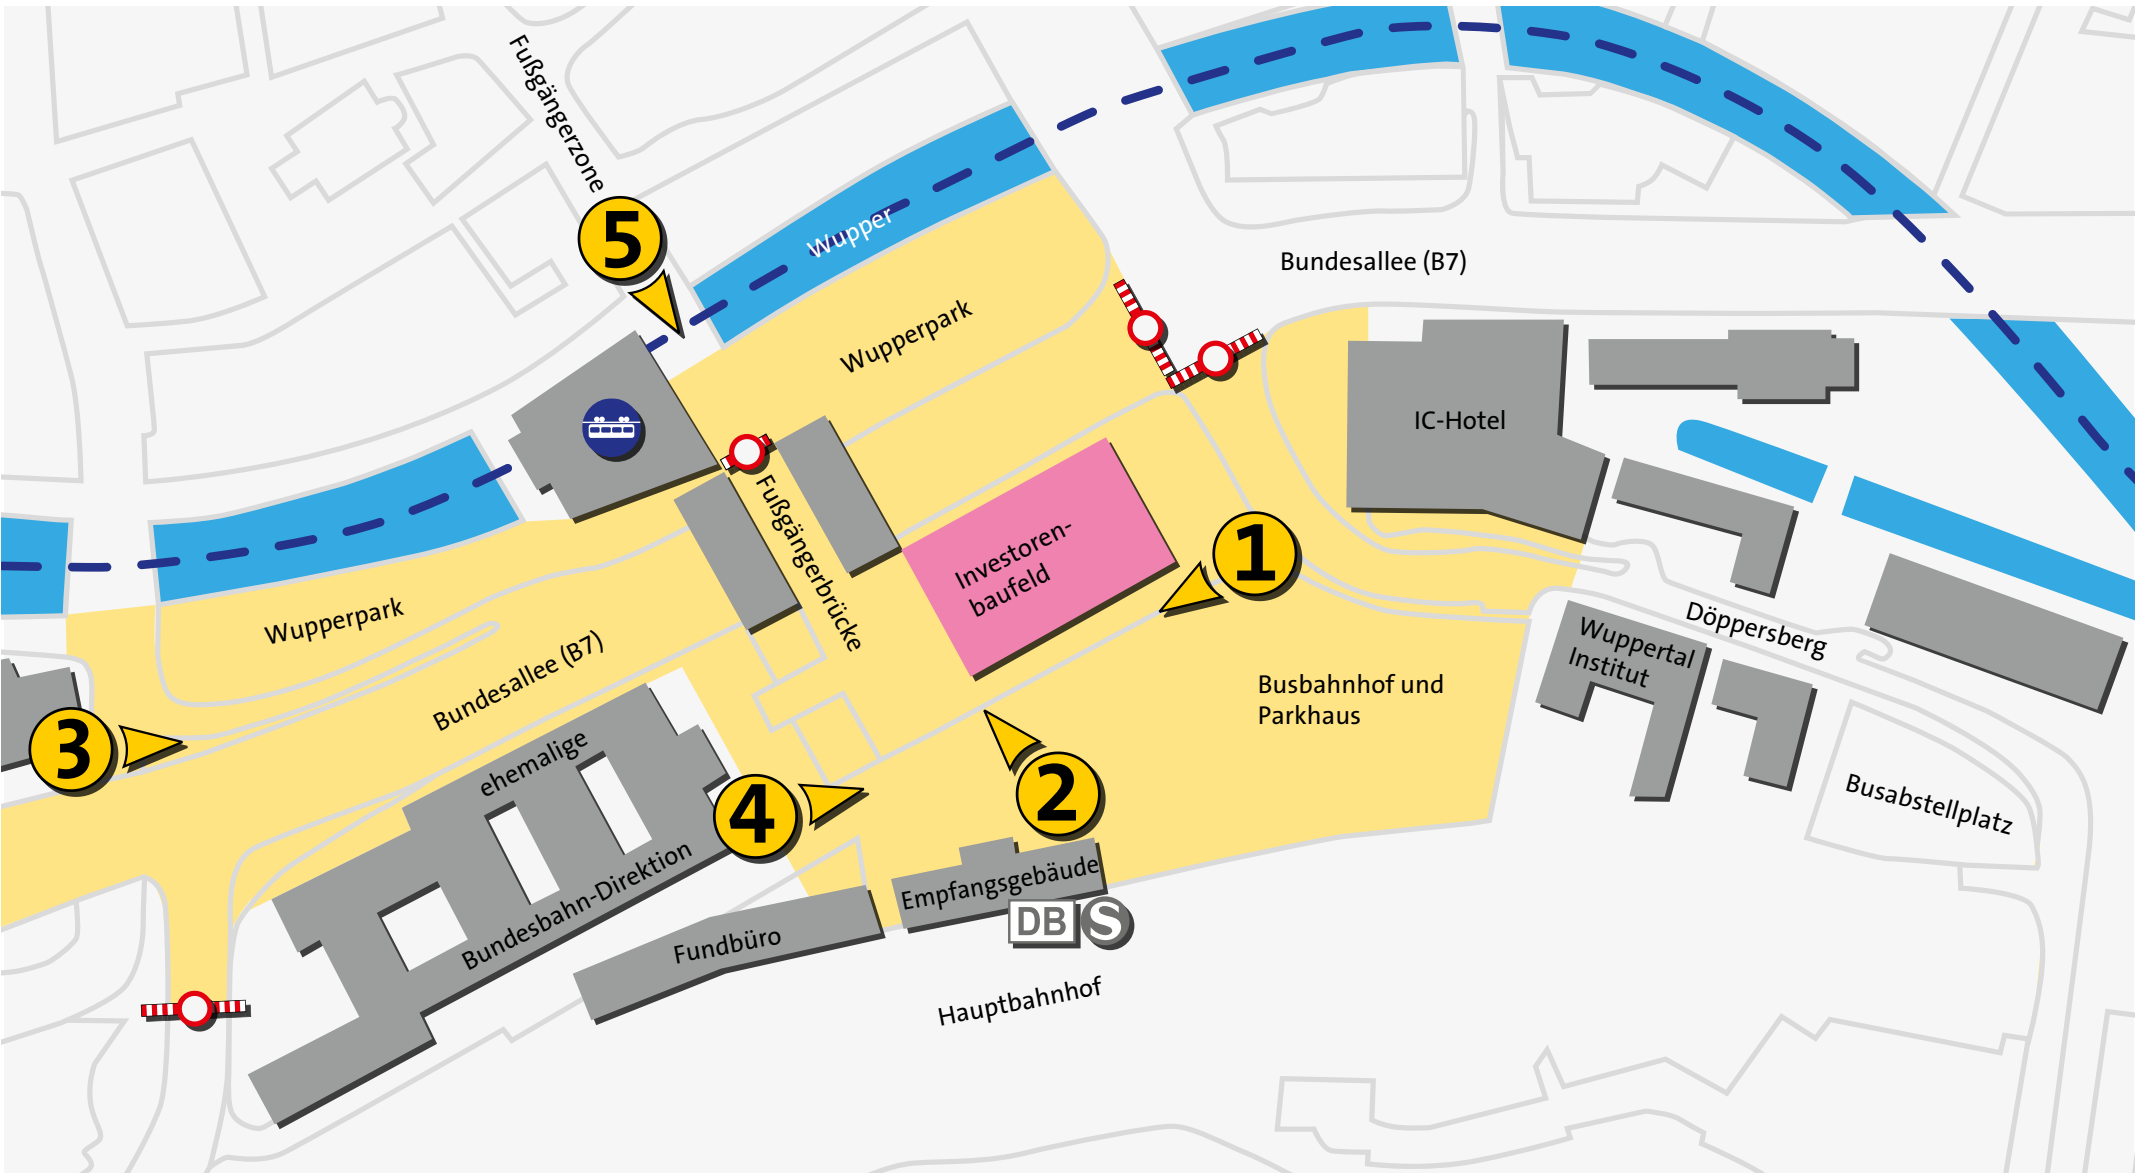 Fußgängerzone
5
Wupper
Bundesallee (B7)
Wupperpark
IC-Hotel
Fußgängerbrücke
Investoren-
baufeld
1
Wupperpark
Bundesallee (B7)
Döppersberg
Wuppertal
Institut
Busbahnhof und
Parkhaus
3
ehemalige
Bundesbahn-Direktion
4
2
Busabstellplatz
Empfangsgebäude
DB S
Fundbüro
Hauptbahnhof